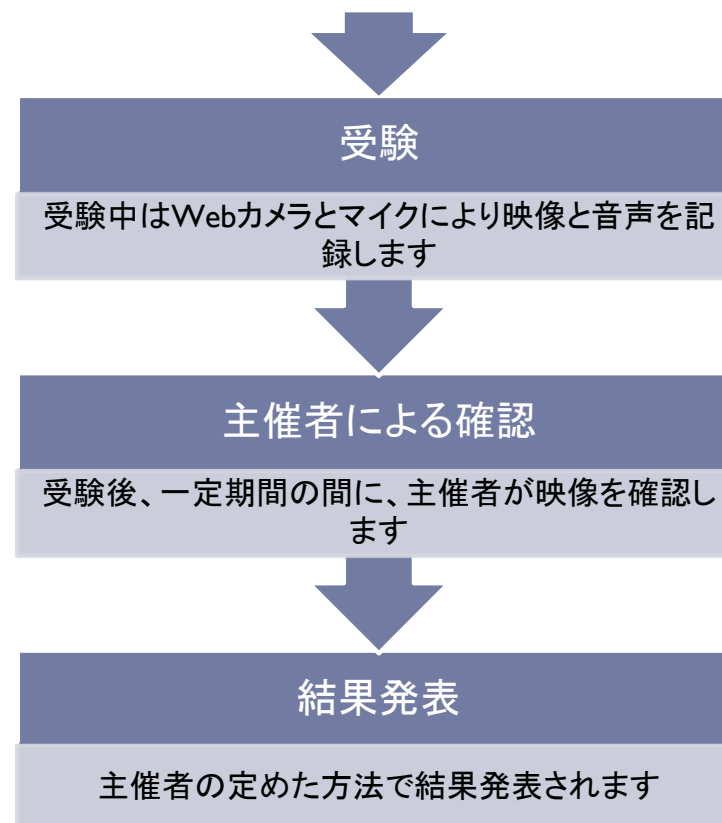 受験
受験中はWebカメラとマイクにより映像と音声を記
録します
主催者による確認
受験後、一定期間の間に、主催者が映像を確認し
ます
結果発表
主催者の定めた方法で結果発表されます